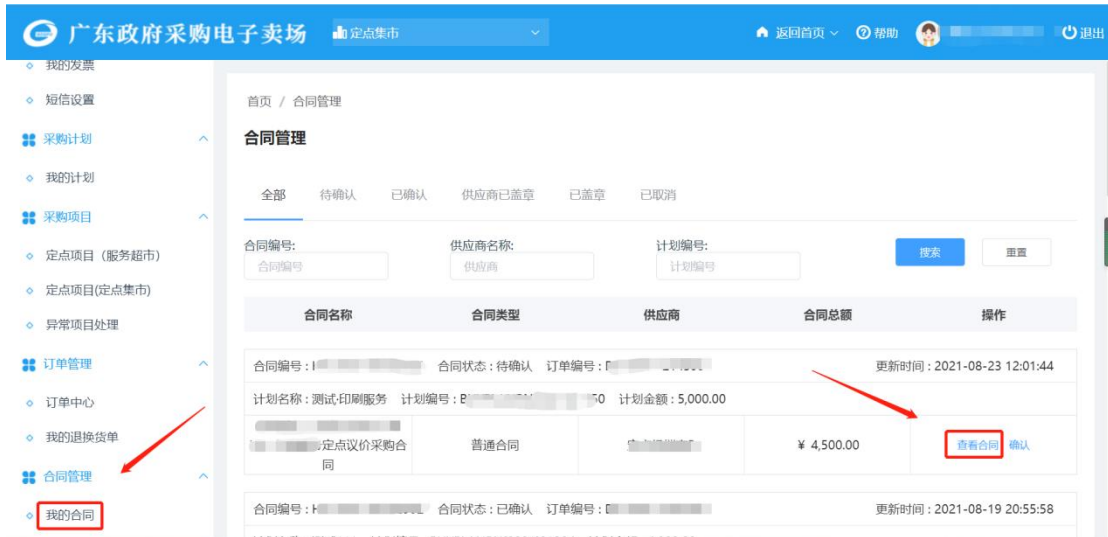 广东政府采购电子卖场 定点集市 返回首页 帮助 退出
我的发票
短信设置
采购计划
我的计划
采购项目
定点项目（服务超市）
定点项目(定点集市)
异常项目处理
订单管理
订单中心
我的退换货单
合同管理
我的合同
首页 / 合同管理
合同管理
全部 待确认 已确认 供应商已盖章 已盖章 已取消
合同编号: 供应商名称: 计划编号:
合同编号 供应商 计划编号 搜索 重置
合同名称 合同类型 供应商 合同总额 操作
合同编号 : 合同状态 : 待确认 订单编号 : 更新时间 : 2021-08-23 12:01:44
计划名称 : 测试-印刷服务 计划编号 : 50 计划金额 : 5,000.00
定点议价采购合同 普通合同 ¥ 4,500.00 查看合同 确认
合同编号 : 合同状态 : 已确认 订单编号 : 更新时间 : 2021-08-19 20:55:58